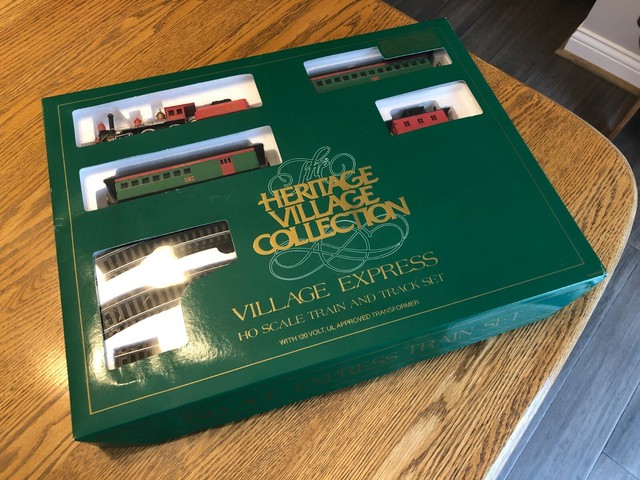 The
HERITAGE
VILLAGE
COLLECTION
VILLAGE EXPRESS
HO SCALE TRAIN AND TRACK SET
WITH 120 VOLT, UL APPROVED TRANSFORMER
VILLAGE EXPRESS TRAIN SET